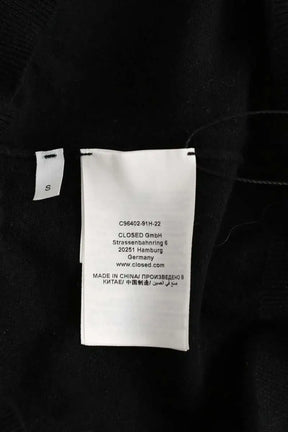 S
C96402-91H-22
CLOSED GmbH
Strassenbahnring 6
20251 Hamburg
Germany
www.closed.com
MADE IN CHINA/ ПРОИЗВЕДЕНО В
КИТАЕ/ 中国制造/ صنع في الصين/